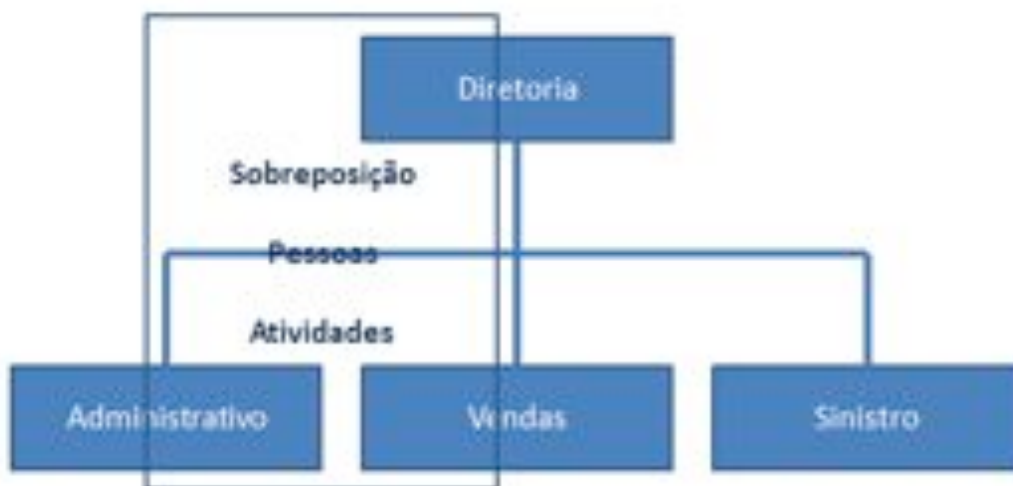 Diretoria
Sobreposição
Pessoas
Atividades
Administrativo
Vendas
Sinistro